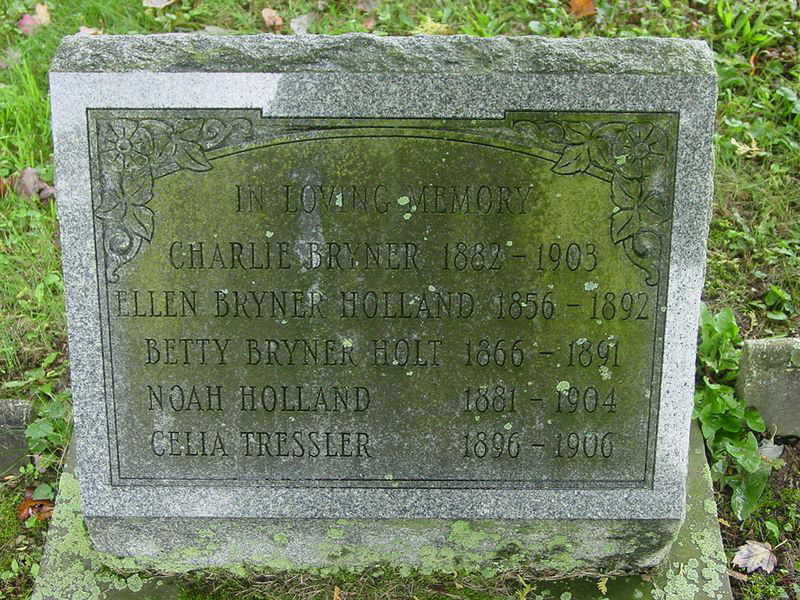 IN LOVING MEMORY
CHARLIE BRYNER 1882 - 1903
ELLEN BRYNER HOLLAND 1856 - 1892
BETTY BRYNER HOLT 1866 - 1891
NOAH HOLLAND 1881 - 1904
CELIA TRESSLER 1896 - 1906